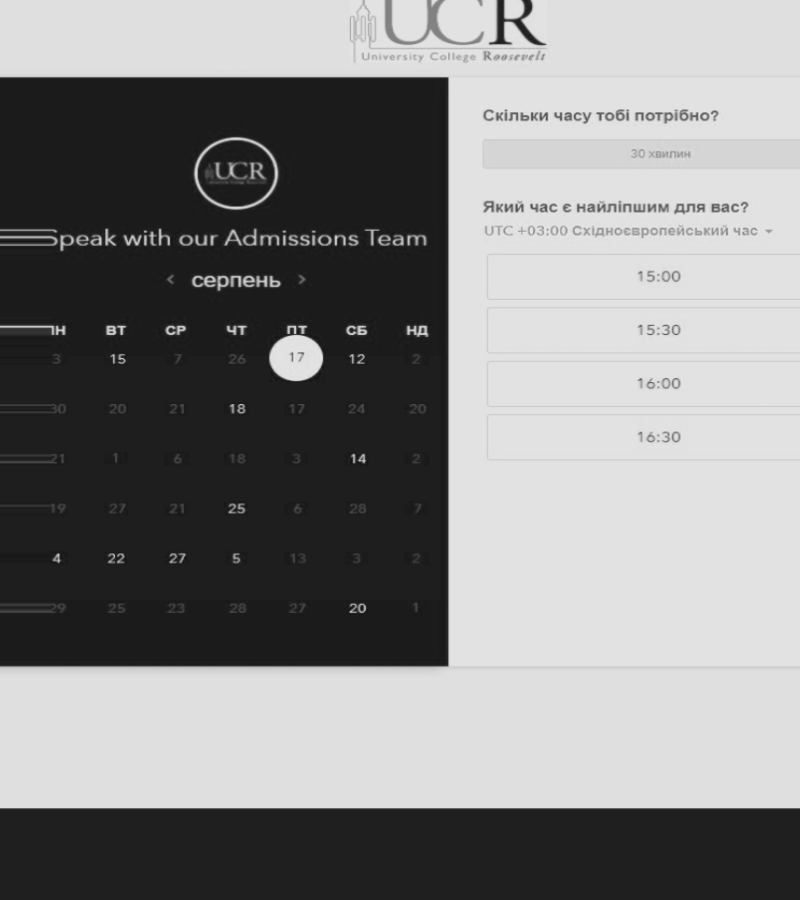 UCR
University College Roosevelt
UCR
Speak with our Admissions Team
< серпень >
ПН ВТ СР ЧТ ПТ СБ НД
3 15 7 26 17 12 2
30 20 21 18 17 24 20
21 1 6 18 3 14 2
19 27 21 25 6 28 7
4 22 27 5 13 3 2
29 25 23 28 27 20 1
Скільки часу тобі потрібно?
30 хвилин
Який час є найліпшим для вас?
UTC +03:00 Східноєвропейський час
15:00
15:30
16:00
16:30